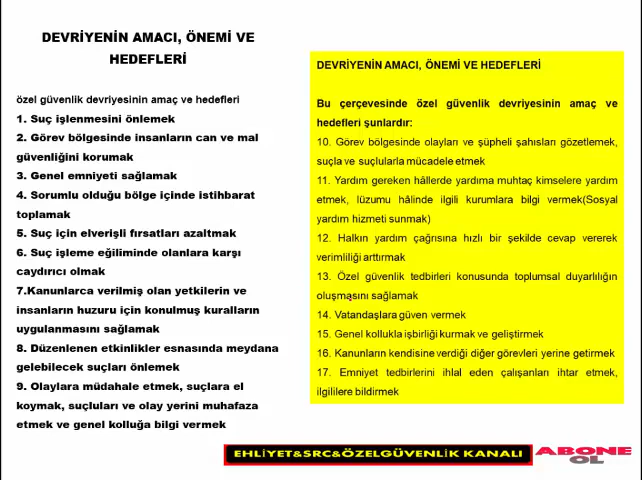 DEVRİYENİN AMACI, ÖNEMİ VE
HEDEFLERİ
özel güvenlik devriyesinin amaç ve hedefleri
1. Suç işlenmesini önlemek
2. Görev bölgesinde insanların can ve mal
güvenliğini korumak
3. Genel emniyeti sağlamak
4. Sorumlu olduğu bölge içinde istihbarat
toplamak
5. Suç için elverişli fırsatları azaltmak
6. Suç işleme eğiliminde olanlara karşı
caydırıcı olmak
7.Kanunlarca verilmiş olan yetkilerin ve
insanların huzuru için konulmuş kuralların
uygulanmasını sağlamak
8. Düzenlenen etkinlikler esnasında meydana
gelebilecek suçları önlemek
9. Olaylara müdahale etmek, suçlara el
koymak, suçluları ve olay yerini muhafaza
etmek ve genel kolluğa bilgi vermek
DEVRİYENİN AMACI, ÖNEMİ VE HEDEFLERİ
Bu çerçevesinde özel güvenlik devriyesinin amaç ve
hedefleri şunlardır:
10. Görev bölgesinde olayları ve şüpheli şahısları gözetlemek,
suçla ve suçlularla mücadele etmek
11. Yardım gereken hâllerde yardıma muhtaç kimselere yardım
etmek, lüzumu hâlinde ilgili kurumlara bilgi vermek(Sosyal
yardım hizmeti sunmak)
12. Halkın yardım çağrısına hızlı bir şekilde cevap vererek
verimliliği arttırmak
13. Özel güvenlik tedbirleri konusunda toplumsal duyarlılığın
oluşmasını sağlamak
14. Vatandaşlara güven vermek
15. Genel kollukla işbirliği kurmak ve geliştirmek
16. Kanunların kendisine verdiği diğer görevleri yerine getirmek
17. Emniyet tedbirlerini ihlal eden çalışanları ihtar etmek,
ilgililere bildirmek
EHLİYET&SRC&ÖZELGÜVENLİK KANALI
ABONE
OL